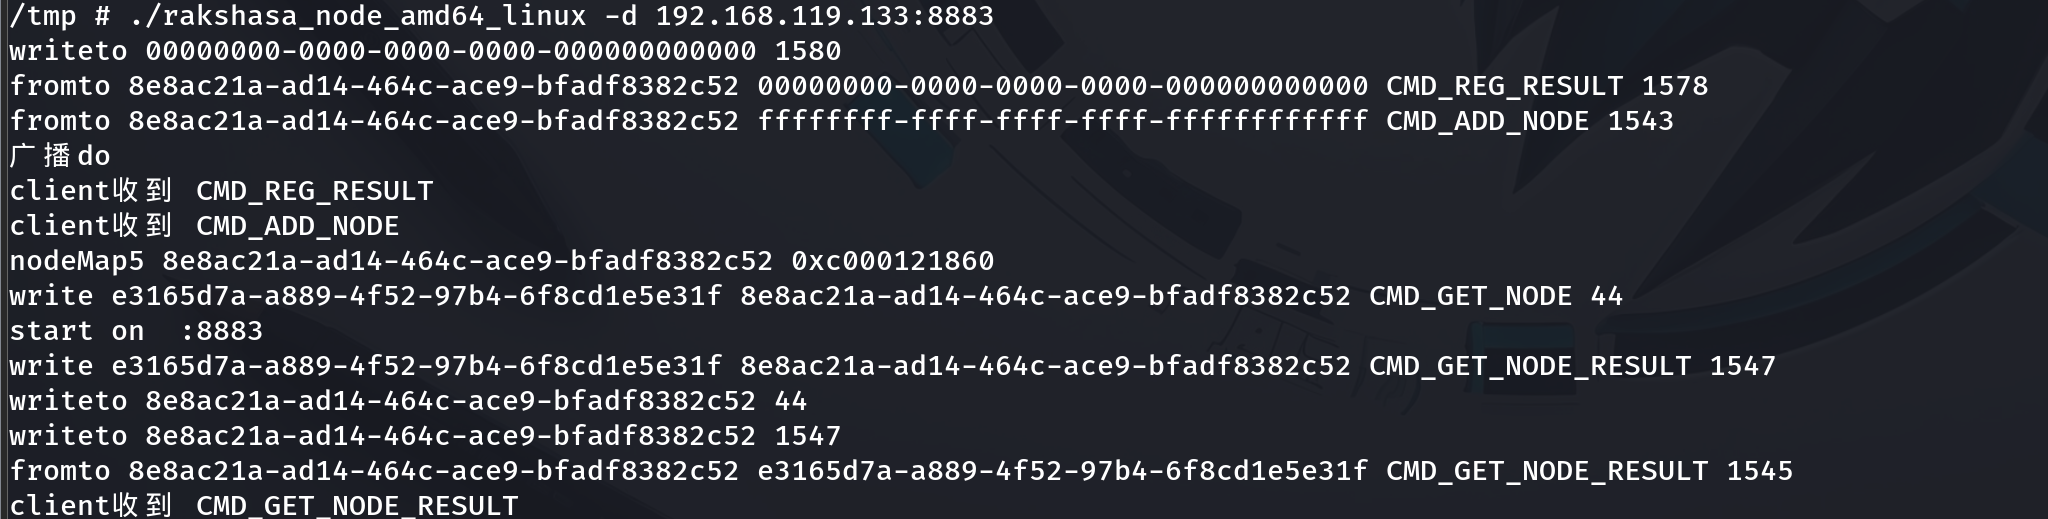 /tmp # ./rakshasa_node_amd64_linux -d 192.168.119.133:8883
writeto 00000000-0000-0000-0000-000000000000 1580
fromto 8e8ac21a-ad14-464c-ace9-bfadf8382c52 00000000-0000-0000-0000-000000000000 CMD_REG_RESULT 1578
fromto 8e8ac21a-ad14-464c-ace9-bfadf8382c52 ffffffff-ffff-ffff-ffff-ffffffffffff CMD_ADD_NODE 1543
广播do
client收到 CMD_REG_RESULT
client收到 CMD_ADD_NODE
nodeMap5 8e8ac21a-ad14-464c-ace9-bfadf8382c52 0xc000121860
write e3165d7a-a889-4f52-97b4-6f8cd1e5e31f 8e8ac21a-ad14-464c-ace9-bfadf8382c52 CMD_GET_NODE 44
start on  :8883
write e3165d7a-a889-4f52-97b4-6f8cd1e5e31f 8e8ac21a-ad14-464c-ace9-bfadf8382c52 CMD_GET_NODE_RESULT 1547
writeto 8e8ac21a-ad14-464c-ace9-bfadf8382c52 44
writeto 8e8ac21a-ad14-464c-ace9-bfadf8382c52 1547
fromto 8e8ac21a-ad14-464c-ace9-bfadf8382c52 e3165d7a-a889-4f52-97b4-6f8cd1e5e31f CMD_GET_NODE_RESULT 1545
client收到 CMD_GET_NODE_RESULT